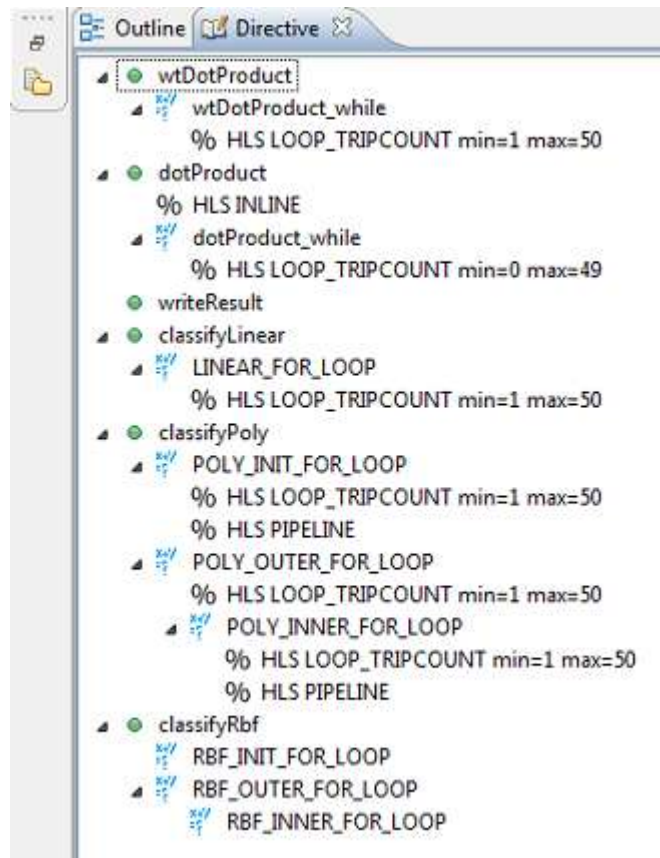 Outline Directive
wtDotProduct
wtDotProduct_while
% HLS LOOP_TRIPCOUNT min=1 max=50
dotProduct
% HLS INLINE
dotProduct_while
% HLS LOOP_TRIPCOUNT min=0 max=49
writeResult
classifyLinear
LINEAR_FOR_LOOP
% HLS LOOP_TRIPCOUNT min=1 max=50
classifyPoly
POLY_INIT_FOR_LOOP
% HLS LOOP_TRIPCOUNT min=1 max=50
% HLS PIPELINE
POLY_OUTER_FOR_LOOP
% HLS LOOP_TRIPCOUNT min=1 max=50
POLY_INNER_FOR_LOOP
% HLS LOOP_TRIPCOUNT min=1 max=50
% HLS PIPELINE
classifyRbf
RBF_INIT_FOR_LOOP
RBF_OUTER_FOR_LOOP
RBF_INNER_FOR_LOOP